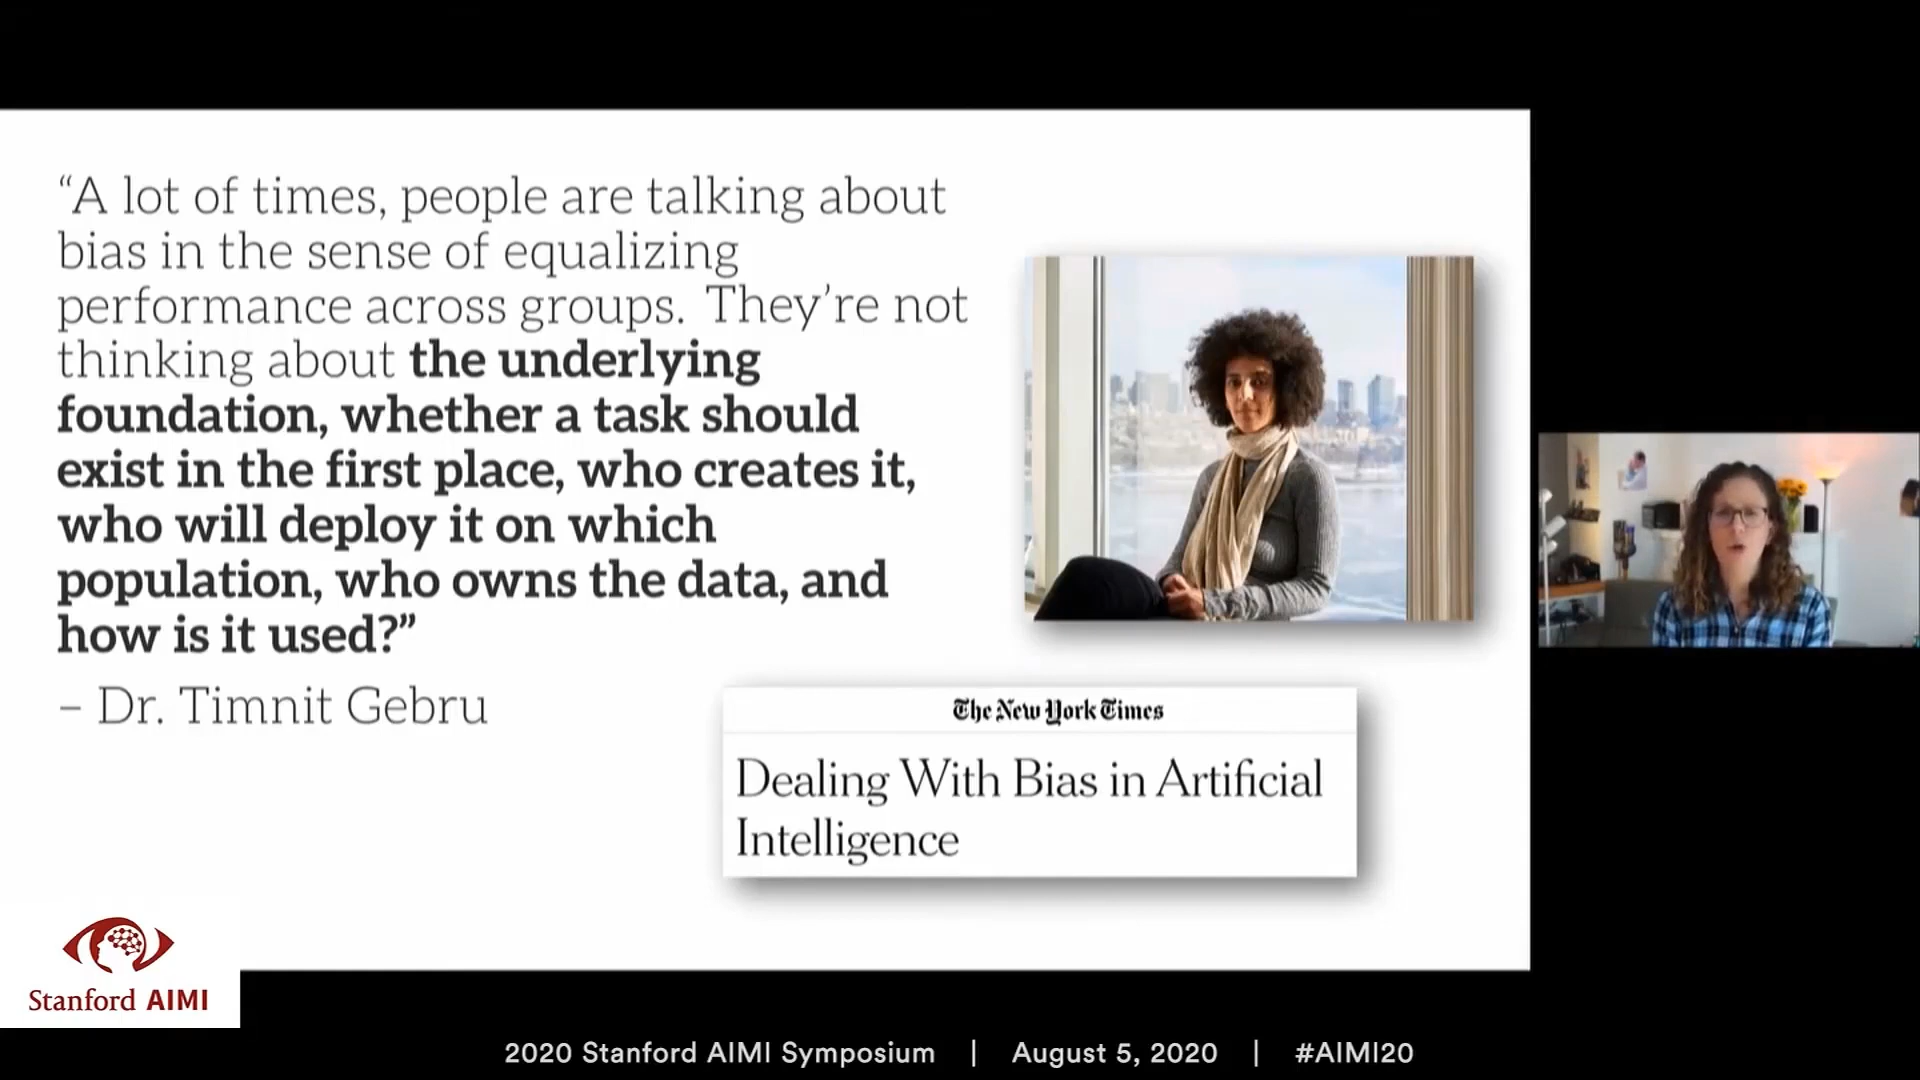 “A lot of times, people are talking about
bias in the sense of equalizing
performance across groups. They’re not
thinking about the underlying
foundation, whether a task should
exist in the first place, who creates it,
who will deploy it on which
population, who owns the data, and
how is it used?”
– Dr. Timnit Gebru
The New York Times
Dealing With Bias in Artificial
Intelligence
Stanford AIMI
2020 Stanford AIMI Symposium | August 5, 2020 | #AIMI20